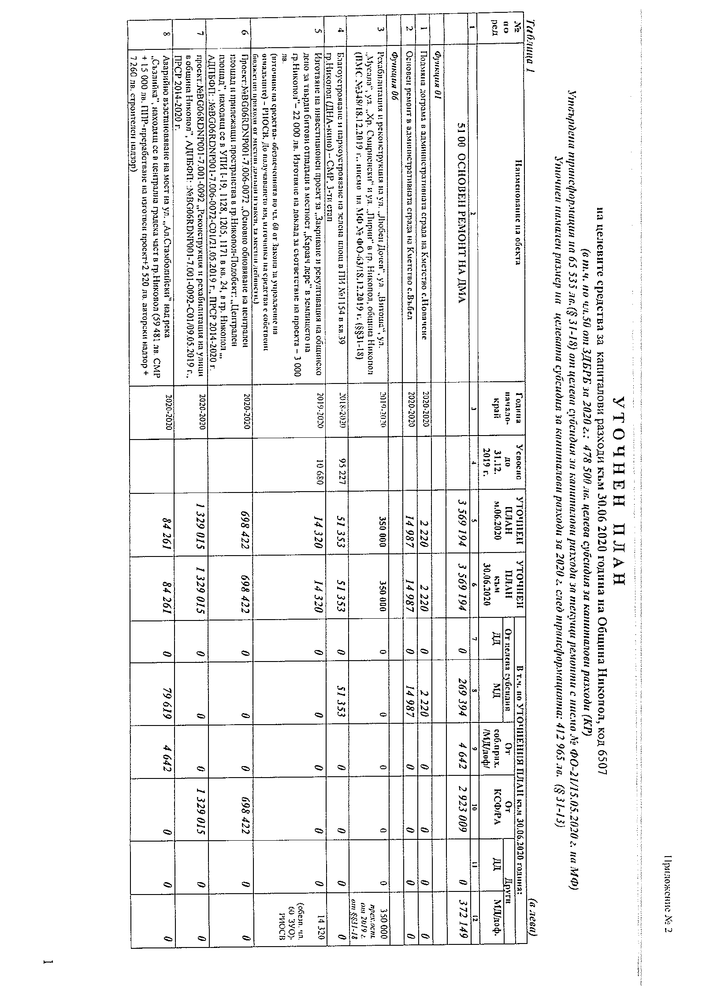 Приложение № 2
УТОЧНЕН ПЛАН
на целевите средства за капиталови разходи към 30.06 2020 година на Община Никопол, код 6507
(в т.ч. по чл.50 от ЗДБРБ за 2020 г.: 478 500 лв. целева субсидия за капиталови разходи (КР)
Утвърдена трансформация на 65 535 лв.(§ 31-18) от целева субсидия за капиталови разходи за текущи ремонти с писмо № ФО-21/15.05.2020 г. на МФ)
Уточнен намален размер на целевата субсидия за капиталови разходи за 2020 г. след трансформацията: 412 965 лв. (§ 31-13)
Таблица 1
(в лева)
№ по ред
Наименование на обекта
Година начало-край
Усвоено до 31.12. 2019 г.
УТОЧНЕН ПЛАН м.06.2020
УТОЧНЕН ПЛАН към 30.06.2020
В т.ч. по УТОЧНЕНИЯ ПЛАН към 30.06.2020 година:
От целева субсидия
От соб.прих. /МД/доф/
От КСФ/РА
Други
ДД МД ДД МД/доф.
1 2 3 4 5 6 7 8 9 10 11 12
51 00 ОСНОВЕН РЕМОНТ НА ДМА 3 569 194 3 569 194 0 269 394 4 642 2 923 009 0 372 149
Функция 01
1 Подмяна дограма в административната сграда на Кметство с.Новачене 2020-2020 2 220 2 220 0 2 220 0 0 0 0
2 Основен ремонт в административната сграда на Кметство с.Въбел 2020-2020 14 987 14 987 0 14 987 0 0 0 0
Функция 06
3 Рехабилитация и реконструкция на ул. „Любен Дочев“, ул. „Витоша“, ул.
„Мусала“, ул. „Хр. Смирненски“ и ул. „Пирин“ в гр. Никопол, община Никопол
(ПМС №348/18.12.2019 г., писмо на МФ № ФО-63/18.12.2019 г. (§§31-18)
2019-2020 350 000 350 000 0 0 0 0 0 350 000
прех.ост.
от 2019 г.
от §§31-18
4 Благоустрояване и паркоустрояване на зелена площ в ПИ №1154 в кв.39
гр.Никопол (ДНА-кино) – СМР, 3-ти етап
2018-2020 95 227 51 353 51 353 0 51 353 0 0 0 0
5 Изготвяне на инвестиционен проект за „Закриване и рекултивация на общинско
депо за твърди битови отпадъци в местност „Караач дере“ в землището на
гр.Никопол“– 22 000 лв. Изготвяне на доклад за съответствие на проекта – 3 000
лв.
(източник на средства- обезпеченията по чл. 60 от Закона за управление на
отпадъците) – РИОСВ. До получаването им, източника на средства е собствени
бюджетни приходи от местни данъци и такси, за местни дейности.)
2019-2020 10 680 14 320 14 320 0 0 0 0 0 14 320
(обезп. чл.
60 ЗУО)-
РИОСВ
6 Проект:№BG06RDNP001-7.006-0072 „Основно обновяване на централен
площад и прилежащи пространства в гр.Никопол-Подобект: „Централен
площад“, находящ се в УПИ I-19, 1128, 1205, 1171 в кв. 24, в гр. Никопол „,
АДПБФП: :№BG06RDNP001-7.006-0072-С01/21.05.2019 г., ПРСР 2014-2020 г.
2020-2020 698 422 698 422 0 0 0 698 422 0 0
7 проект:№BG06RDNP001-7.001-0092 „Реконструкция и рехабилитация на улици
в община Никопол“, АДПБФП: :№BG06RDNP001-7.001-0092-С01/09.05.2019 г.,
ПРСР 2014-2020 г.
2020-2020 1 329 015 1 329 015 0 0 0 1 329 015 0 0
8 Аварийно възстановяване на мост на ул. „Ал.Стамболийски“ над река
„Съзлийка“, находящ се в централна градска част в гр.Никопол (59 481 лв. СМР
+ 15 000 лв. ППР-преработване на изготвен проект+2 520 лв. авторски надзор +
7 260 лв. строителен надзор)
2020-2020 84 261 84 261 0 79 619 4 642 0 0 0
1